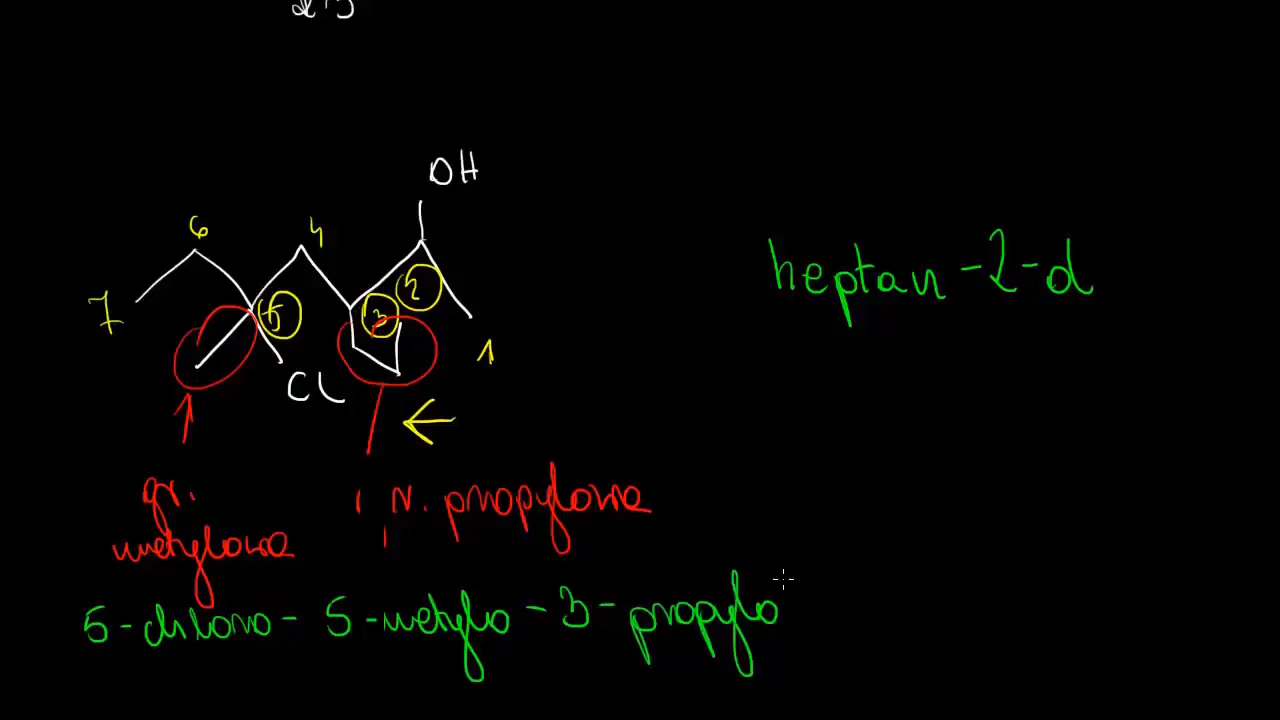 OH
6
4
heptan-2-ol
2
7
5
3
1
Cl
gr. propylowa
gr.
metylowa
5-chloro-5-metylo-3-propylo